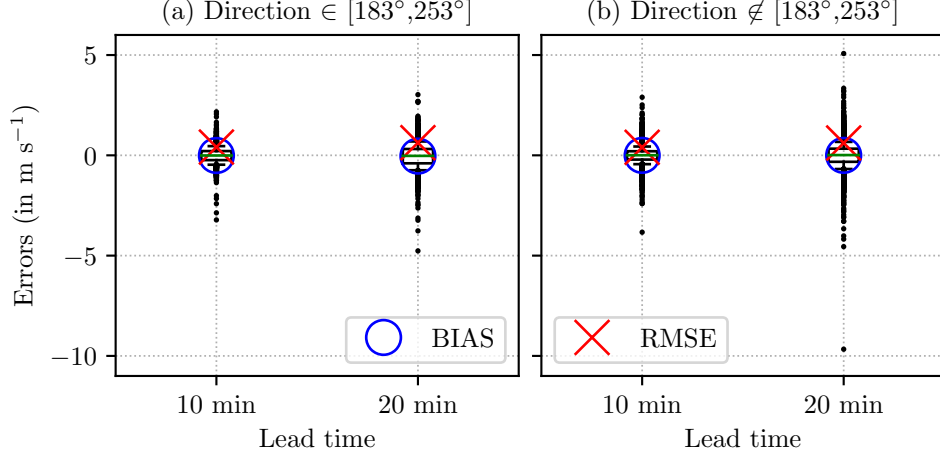 (a) Direction ∈ [183°,253°]
(b) Direction ∉ [183°,253°]
Errors (in m s⁻¹)
5
0
−5
−10
BIAS
RMSE
10 min
20 min
10 min
20 min
Lead time
Lead time